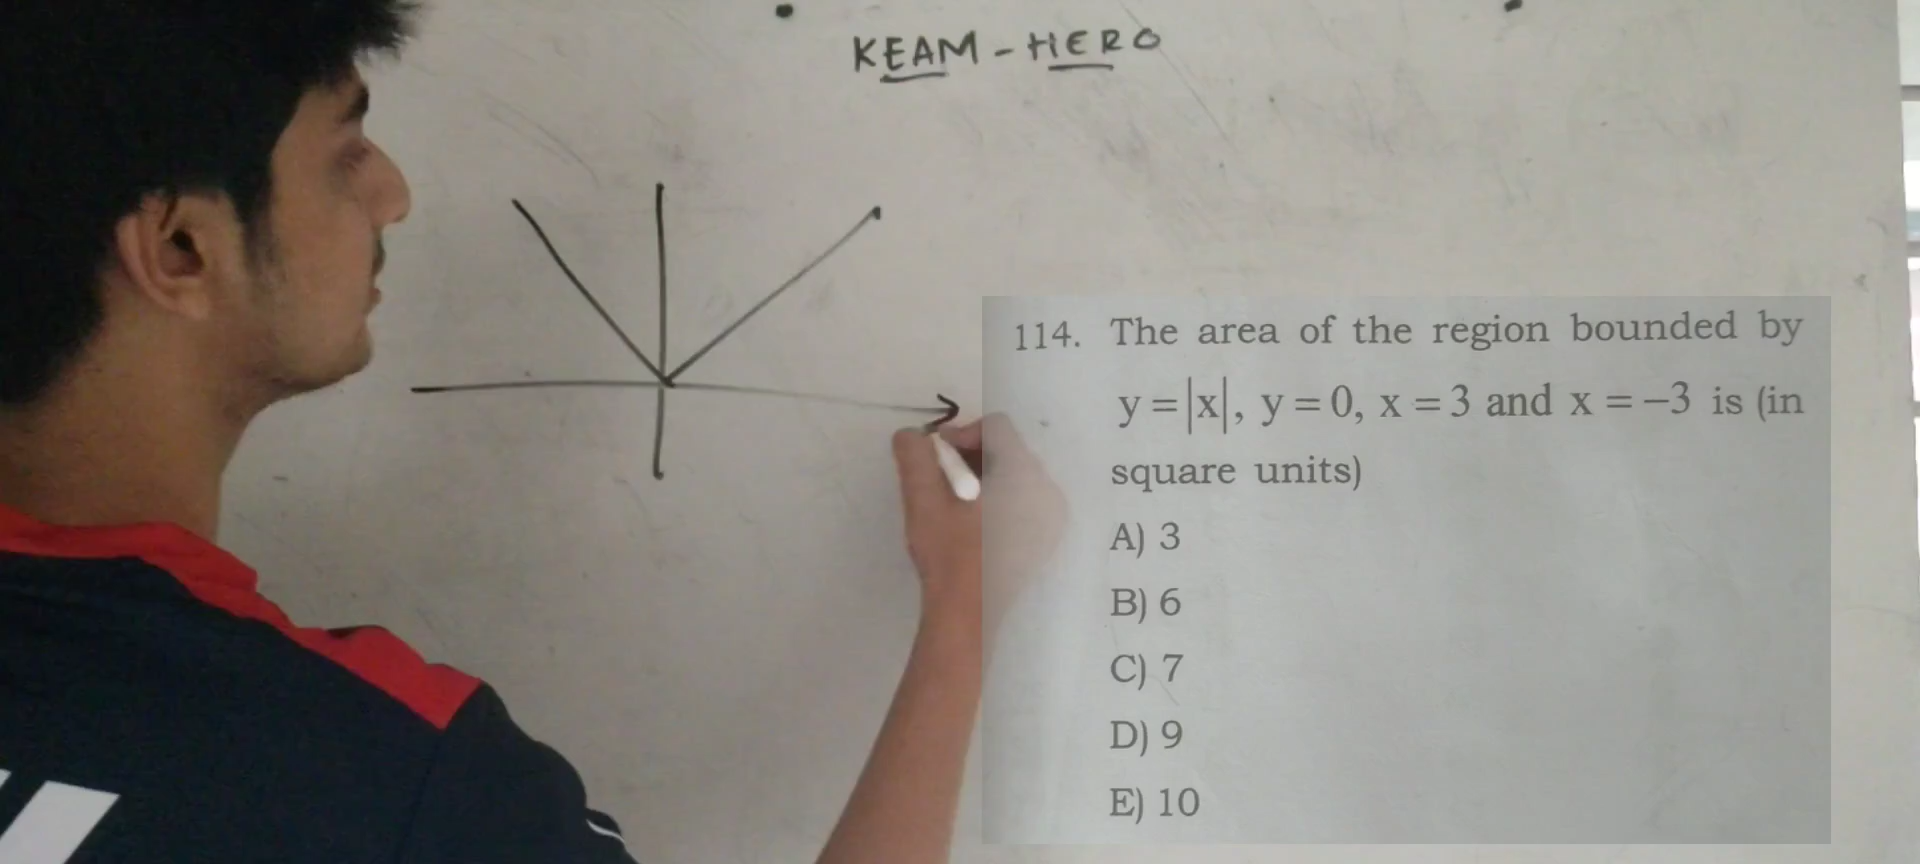 KEAM - HERO
114. The area of the region bounded by
y = |x|, y = 0, x = 3 and x = -3 is (in
square units)
A) 3
B) 6
C) 7
D) 9
E) 10